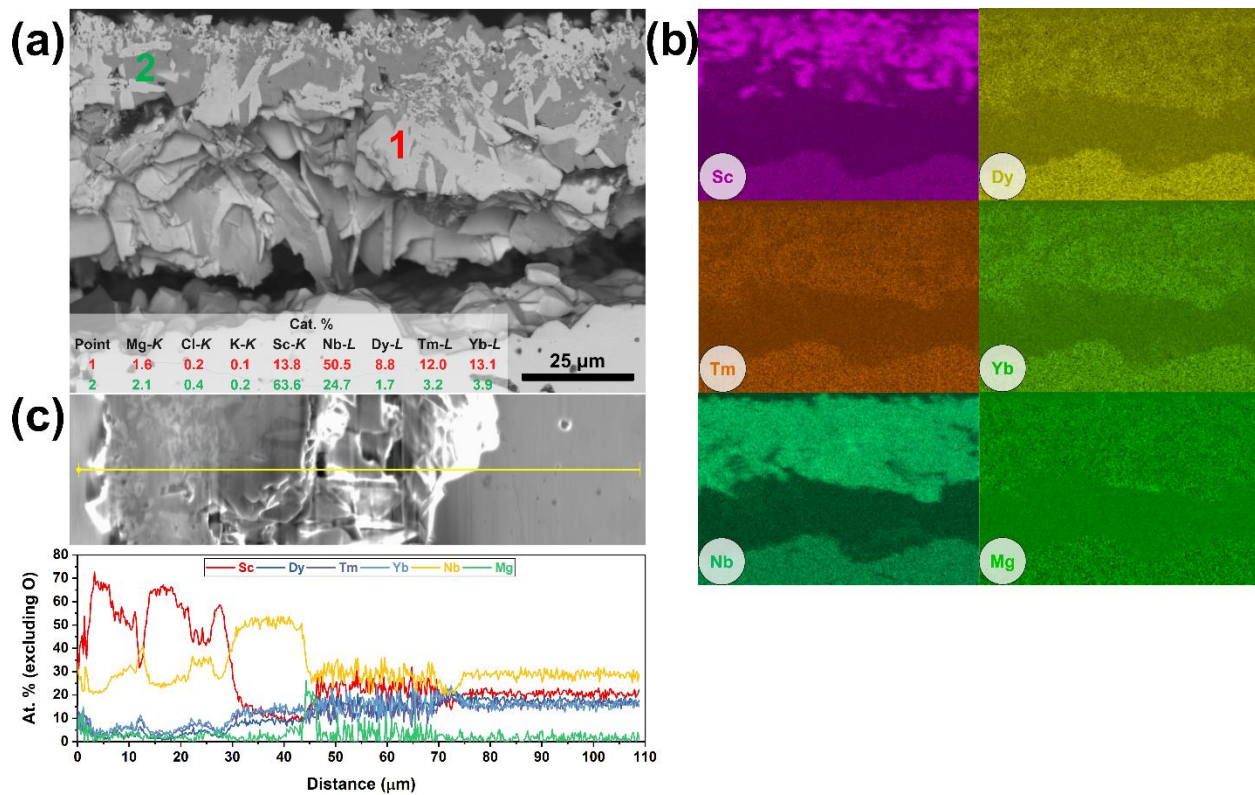 (a)
2
1
Cat. %
Point Mg-K Cl-K K-K Sc-K Nb-L Dy-L Tm-L Yb-L
1 1.6 0.2 0.1 13.8 50.5 8.8 12.0 13.1
2 2.1 0.4 0.2 63.6 24.7 1.7 3.2 3.9
25 µm
(b)
Sc
Dy
Tm
Yb
Nb
Mg
(c)
Sc Dy Tm Yb Nb Mg
At. % (excluding O)
80
70
60
50
40
30
20
10
0
0 10 20 30 40 50 60 70 80 90 100 110
Distance (µm)